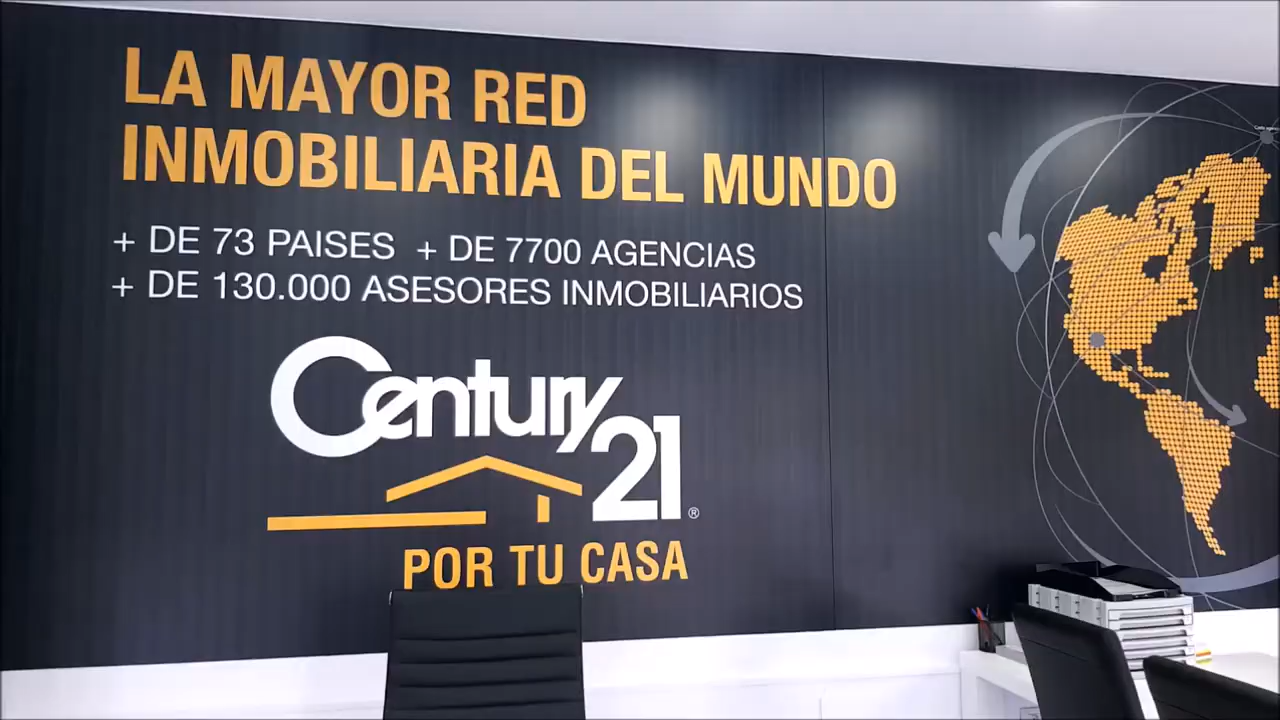 LA MAYOR RED
INMOBILIARIA DEL MUNDO
+ DE 73 PAISES + DE 7700 AGENCIAS
+ DE 130.000 ASESORES INMOBILIARIOS
Century
21®
POR TU CASA